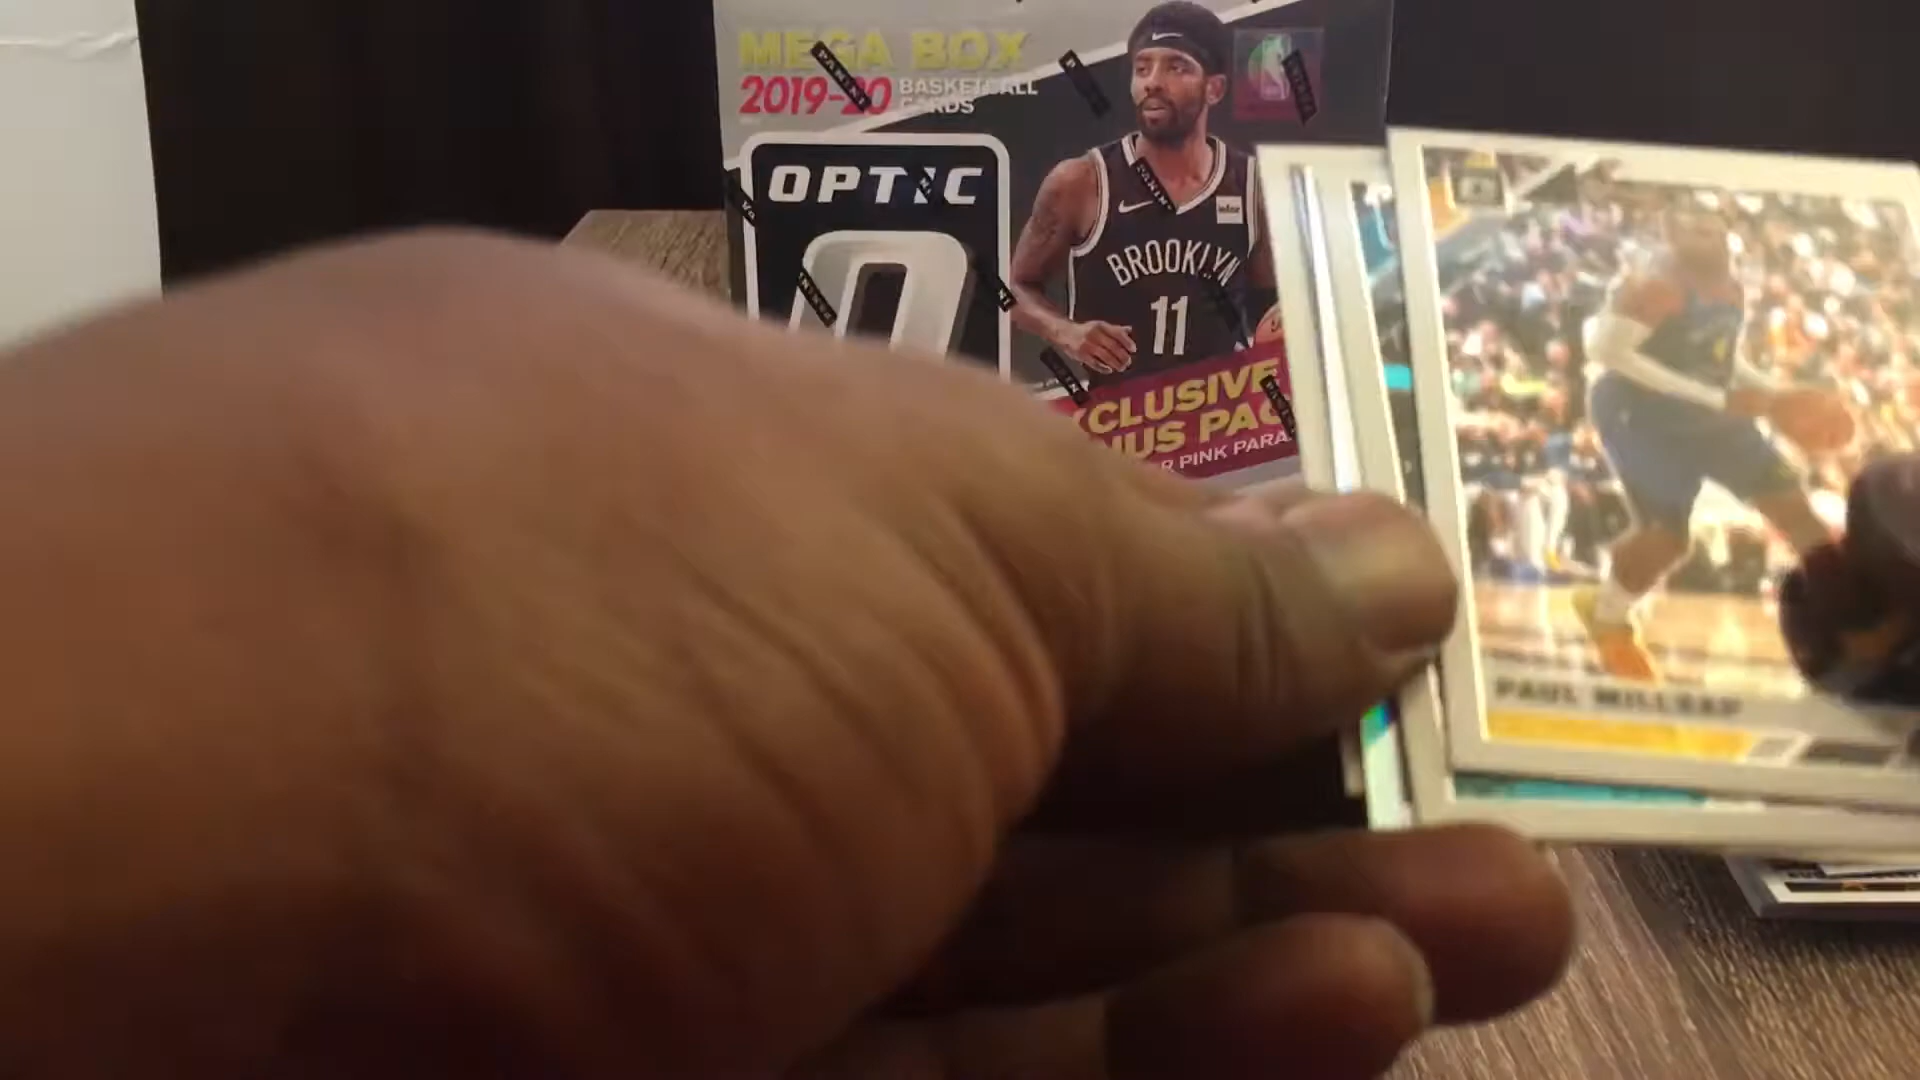 MEGA BOX
2019-20 BASKETBALL
CARDS
OPTIC
BROOKLYN
11
XCLUSIVE
NUS PAC
R PINK PARA
PAUL MILLSAP
PANINI